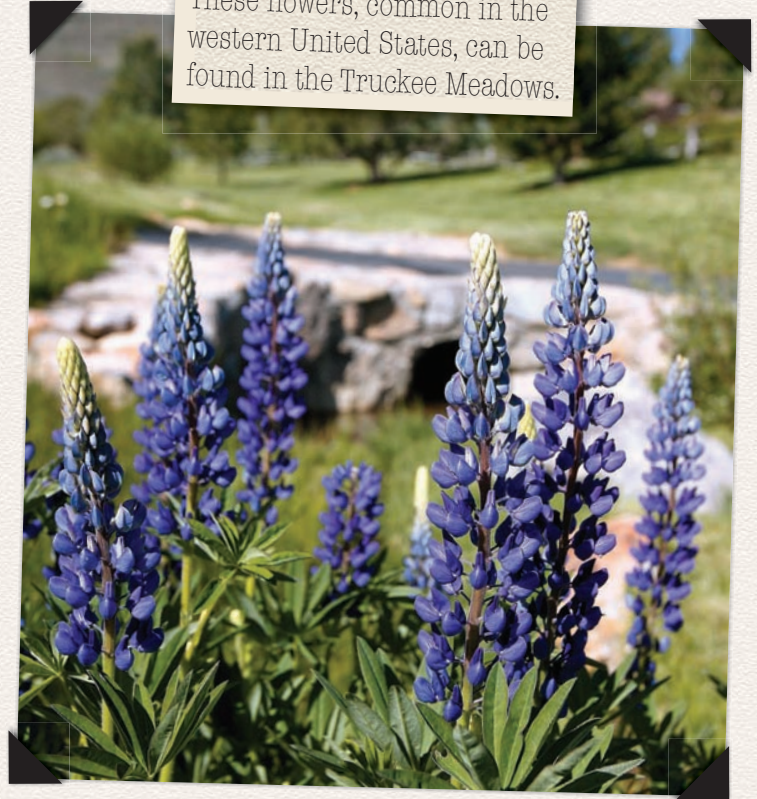 These flowers, common in the
western United States, can be
found in the Truckee Meadows.